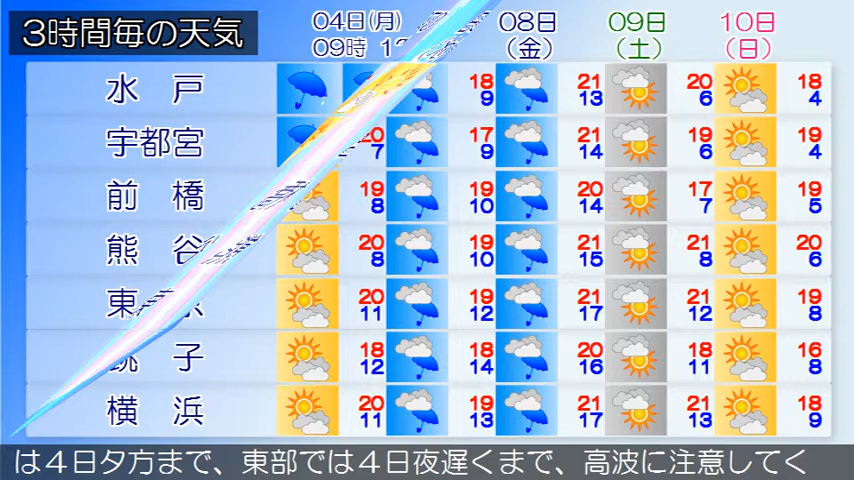 3時間毎の天気
04日(月) 08日 09日 10日
09時 (金) (土) (日)
水 戸 18 9 21 13 20 6 18 4
宇都宮 20 7 17 9 21 14 19 6 19 4
前 橋 19 8 19 10 20 14 17 7 19 5
熊 谷 20 8 19 10 21 15 21 8 20 6
東 20 11 19 12 21 17 21 12 19 8
銚 子 18 12 18 14 20 16 18 11 16 8
横 浜 20 11 19 13 21 17 21 13 18 9
は4日夕方まで、東部では4日夜遅くまで、高波に注意してく